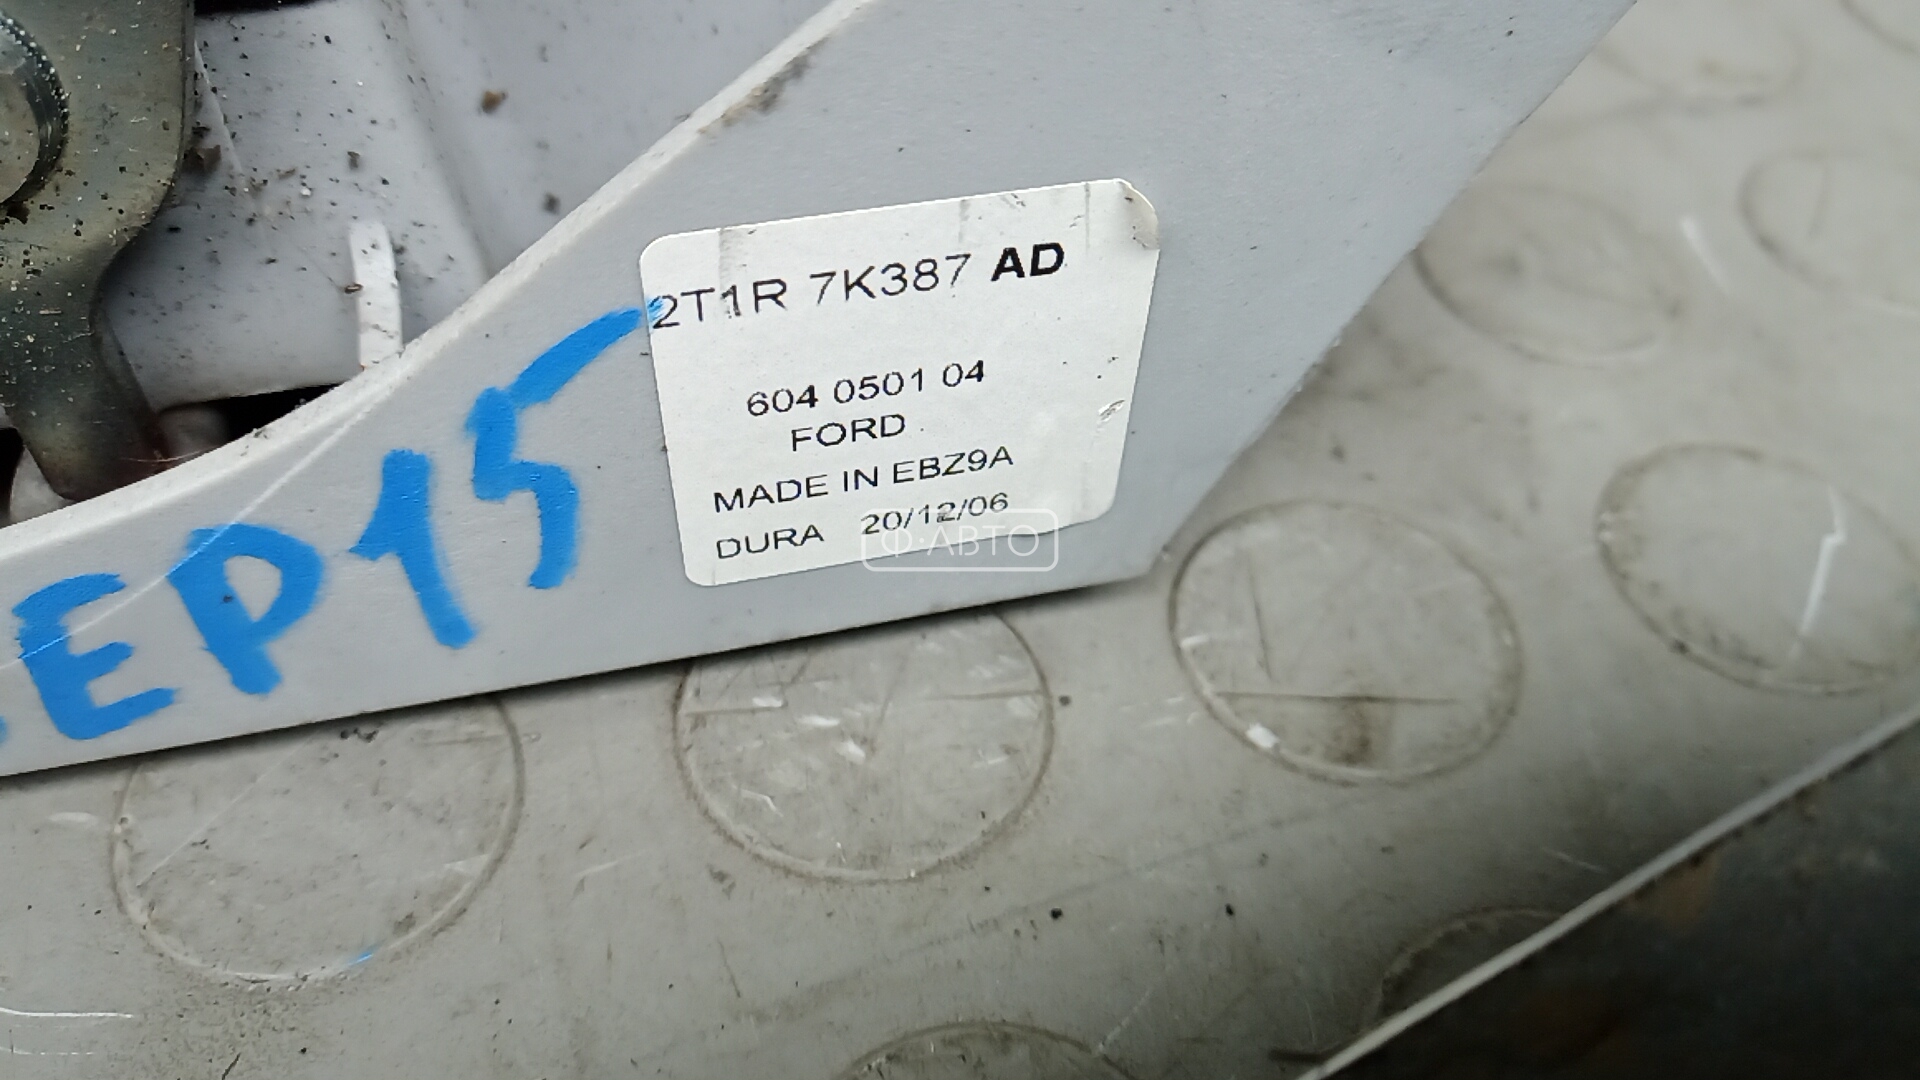 2T1R 7K387 AD
604 0501 04
FORD
MADE IN EBZ9A
DURA 20/12/06
Ф·АВТО
EP15